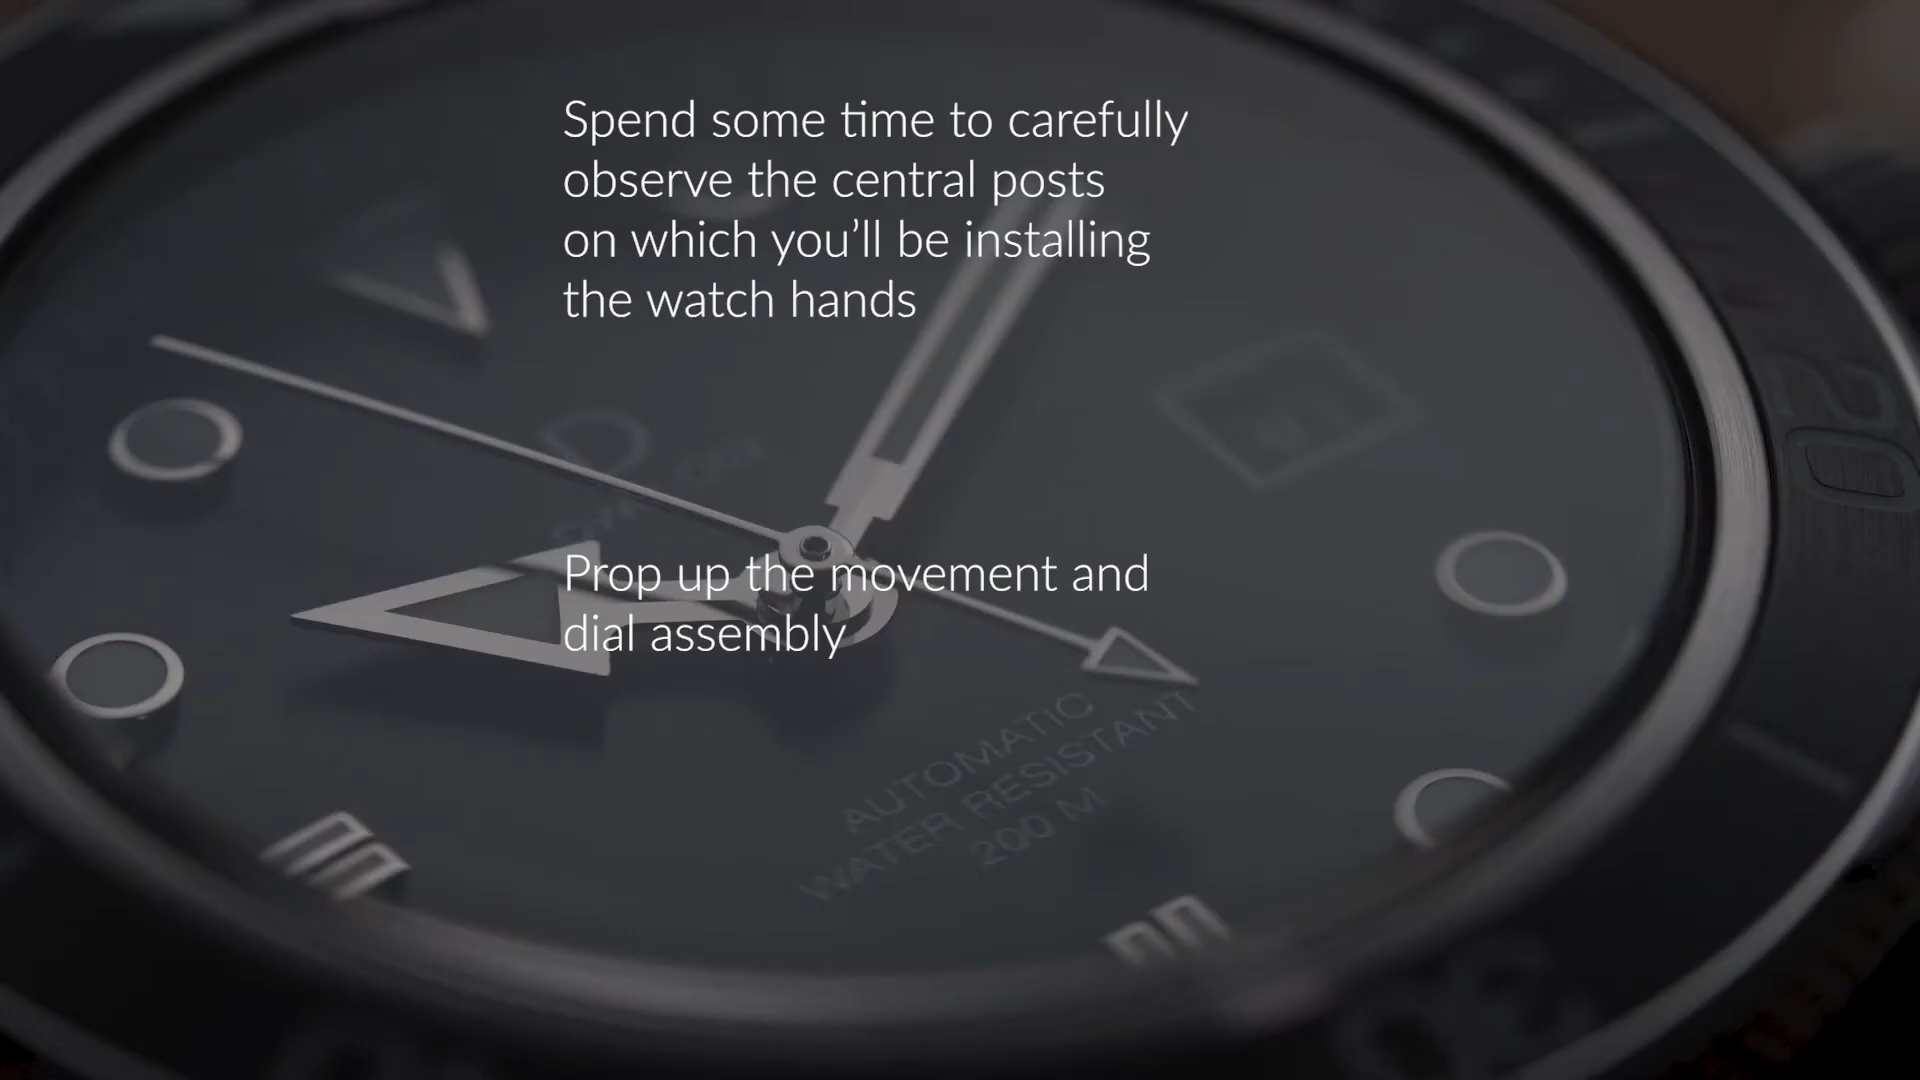 Spend some time to carefully
observe the central posts
on which you’ll be installing
the watch hands
Prop up the movement and
dial assembly
AUTOMATIC
WATER RESISTANT
200 M
20